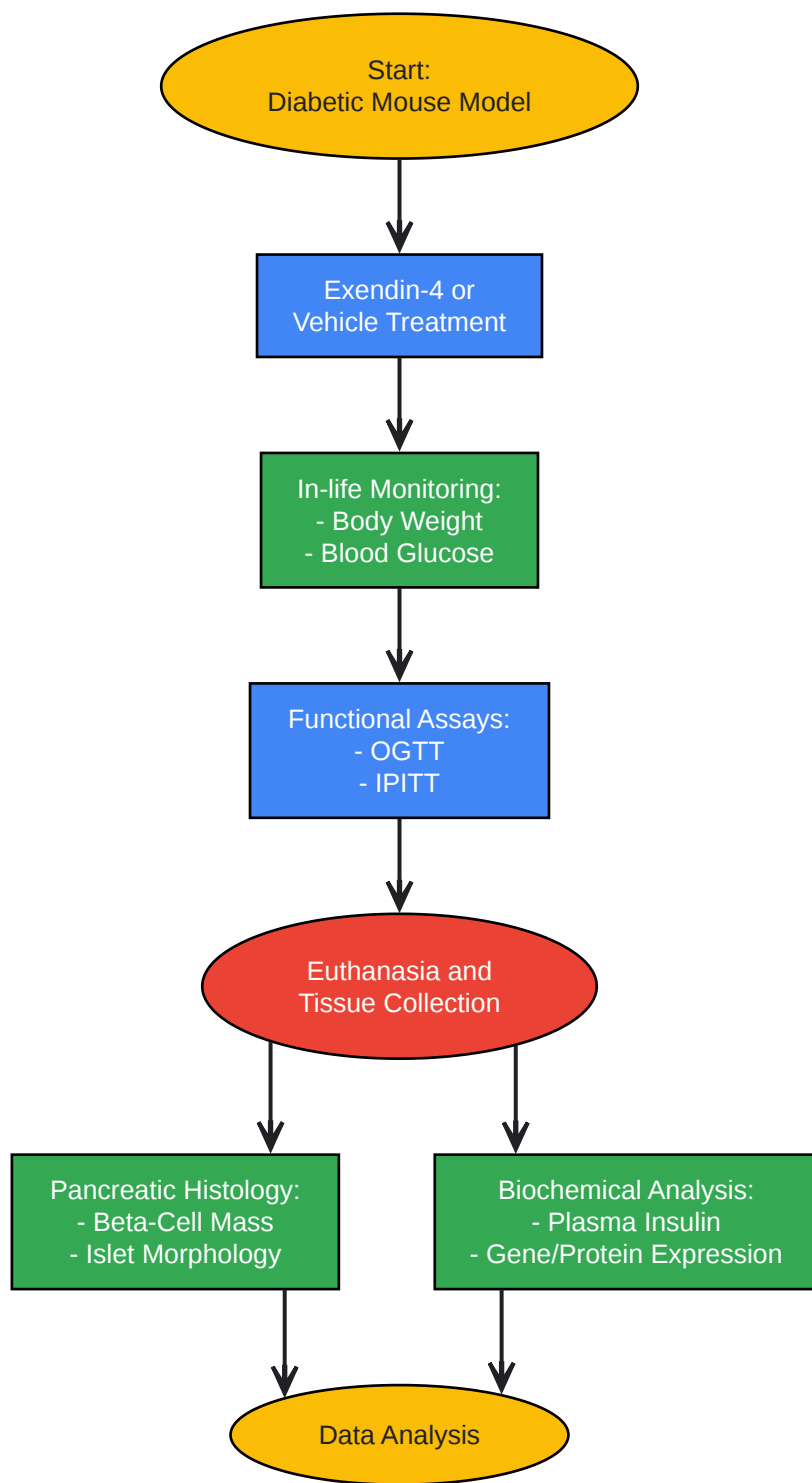 Start:
Diabetic Mouse Model
Exendin-4 or
Vehicle Treatment
In-life Monitoring:
- Body Weight
- Blood Glucose
Functional Assays:
- OGTT
- IPITT
Euthanasia and
Tissue Collection
Pancreatic Histology:
- Beta-Cell Mass
- Islet Morphology
Biochemical Analysis:
- Plasma Insulin
- Gene/Protein Expression
Data Analysis